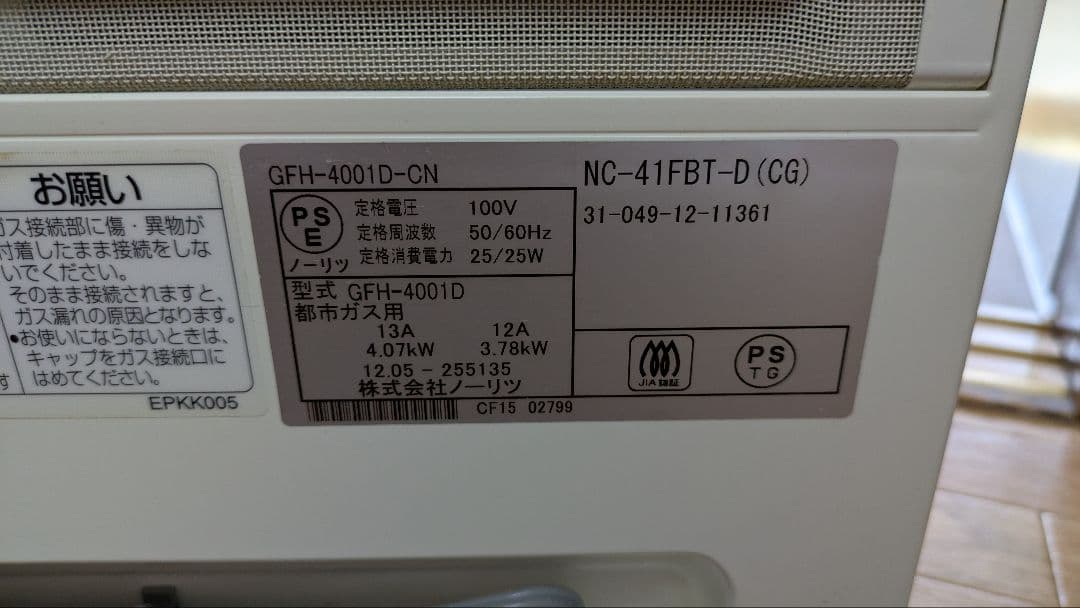 お願い
ガス接続部に傷・異物が
付着したまま接続をしな
いでください。
そのまま接続されますと、
ガス漏れの原因となります。
●お使いにならないときは、
キャップをガス接続口に
はめてください。
す
EPKK005
GFH-4001D-CN
PS
E
ノーリツ
定格電圧 100V
定格周波数 50/60Hz
定格消費電力 25/25W
型式 GFH-4001D
都市ガス用
13A 12A
4.07kW 3.78kW
12.05-255135
株式会社ノーリツ
CF15 02799
NC-41FBT-D(CG)
31-049-12-11361
JIA 認証
PS
TG